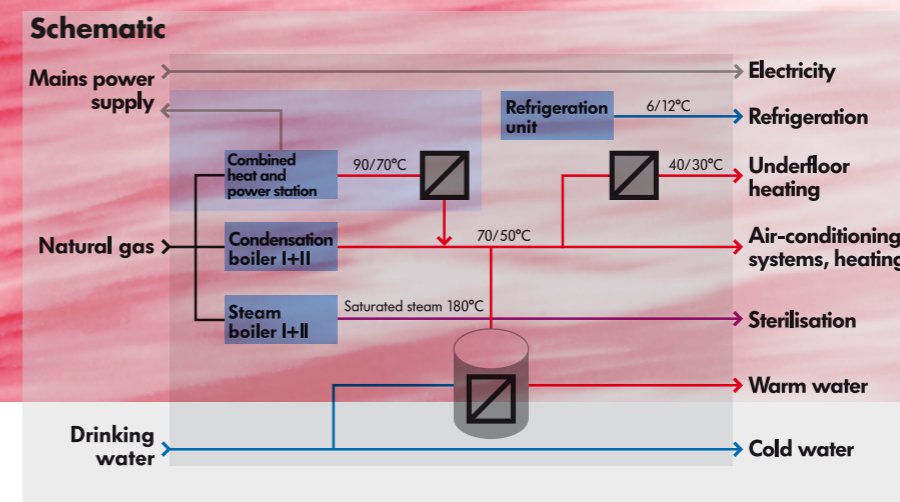 Schematic
Mains power
supply
Electricity
Refrigeration
unit
6/12°C
Refrigeration
Combined
heat and
power station
90/70°C
40/30°C
Underfloor
heating
Natural gas
Condensation
boiler I+II
70/50°C
Air-conditioning
systems, heating
Steam
boiler I+II
Saturated steam 180°C
Sterilisation
Warm water
Drinking
water
Cold water